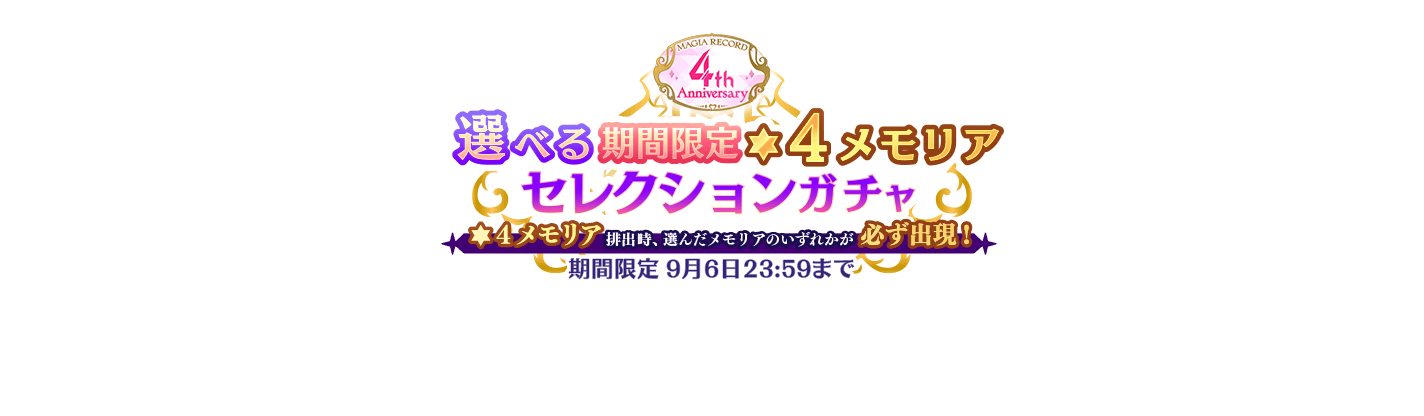 MAGIA RECORD
4th
Anniversary
選べる期間限定★4メモリア
セレクションガチャ
★4メモリア排出時、選んだメモリアのいずれかが必ず出現!
期間限定 9月6日23:59まで